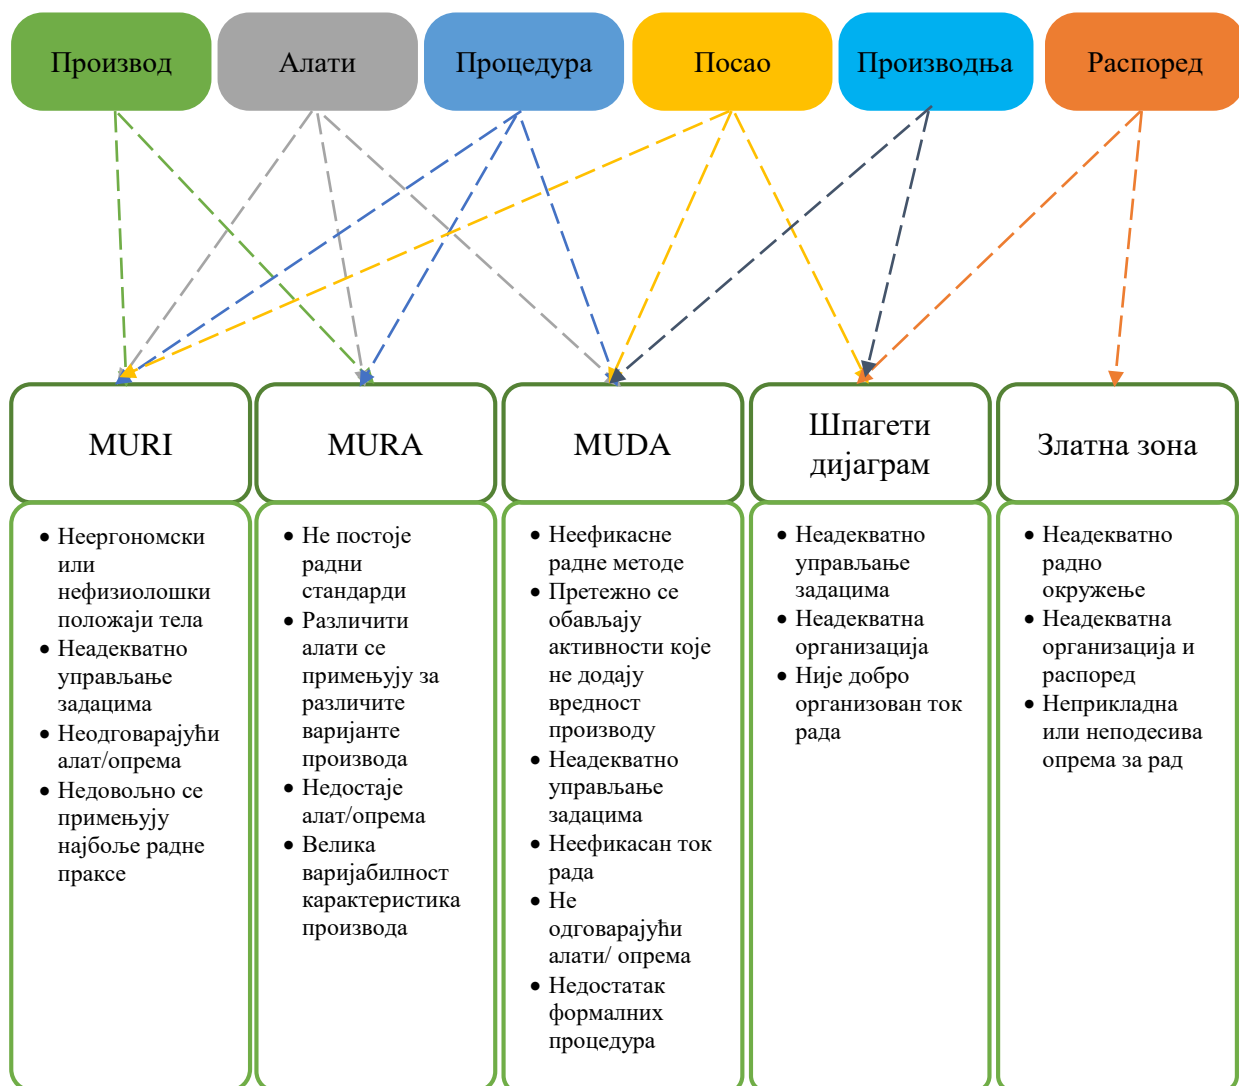 Производ
Алати
Процедура
Посао
Производња
Распоред
MURI
MURA
MUDA
Шпагети
дијаграм
Златна зона
• Неергономски
или
нефизиолошки
положаји тела
• Неадекватно
управљање
задацима
• Неодговарајући
алат/опрема
• Недовољно се
примењују
најбоље радне
праксе
• Не постоје
радни
стандарди
• Различити
алати се
примењују за
различите
варијанте
производа
• Недостаје
алат/опрема
• Велика
варијабилност
карактеристика
производа
• Неефикасне
радне методе
• Претежно се
обављају
активности које
не додају
вредност
производу
• Неадекватно
управљање
задацима
• Неефикасан ток
рада
• Не
одговарајући
алати/ опрема
• Недостатак
формалних
процедура
• Неадекватно
управљање
задацима
• Неадекватна
организација
• Није добро
организован ток
рада
• Неадекватно
радно
окружење
• Неадекватна
организација и
распоред
• Неприкладна
или неподесива
опрема за рад